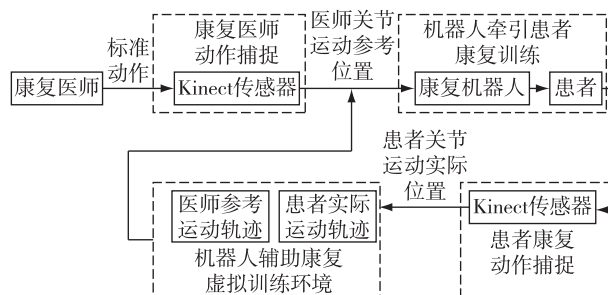 康复医师
标准
动作
康复医师
动作捕捉
Kinect传感器
医师关节
运动参考
位置
机器人牵引患者
康复训练
康复机器人
患者
患者关节
运动实际
位置
Kinect传感器
患者康复
动作捕捉
医师参考
运动轨迹
患者实际
运动轨迹
机器人辅助康复
虚拟训练环境